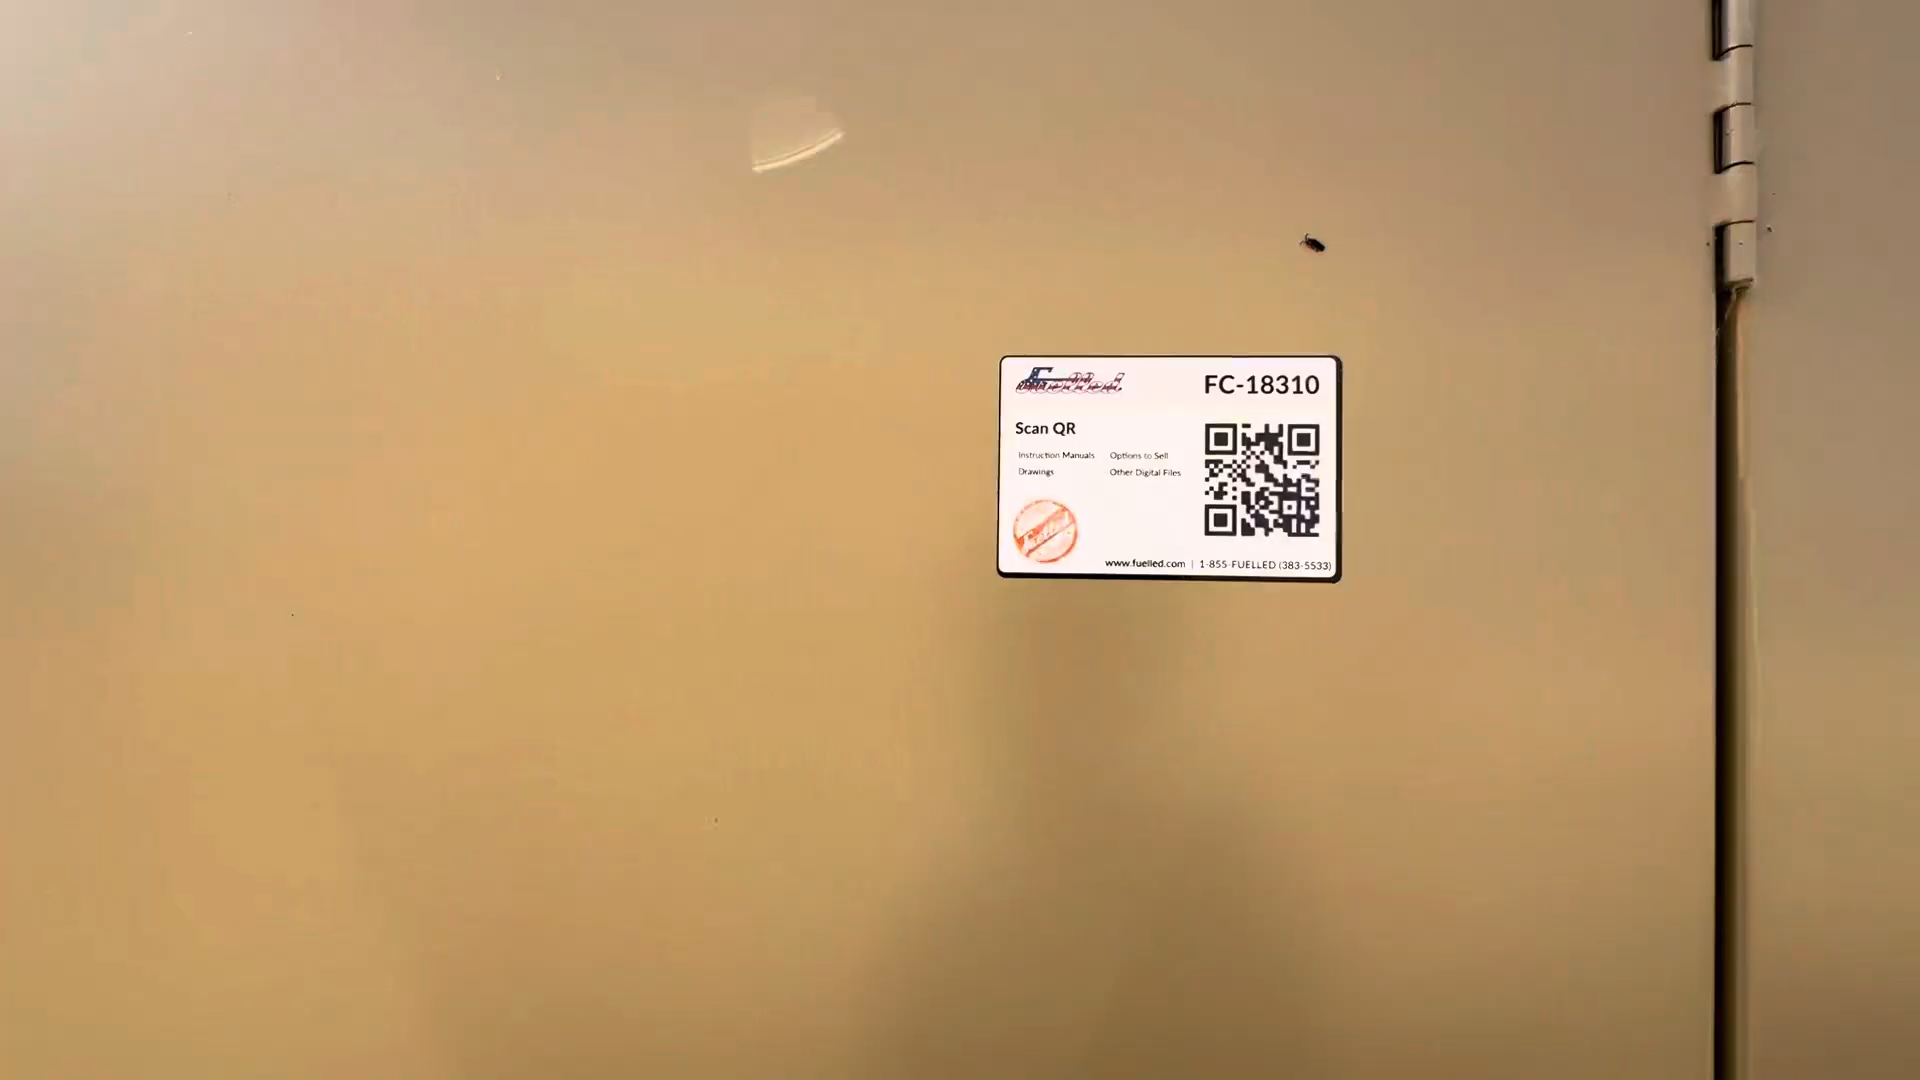 Fuelled
FC-18310
Scan QR
Instruction Manuals
Options to Sell
Drawings
Other Digital Files
www.fuelled.com | 1-855-FUELLED (383-5533)